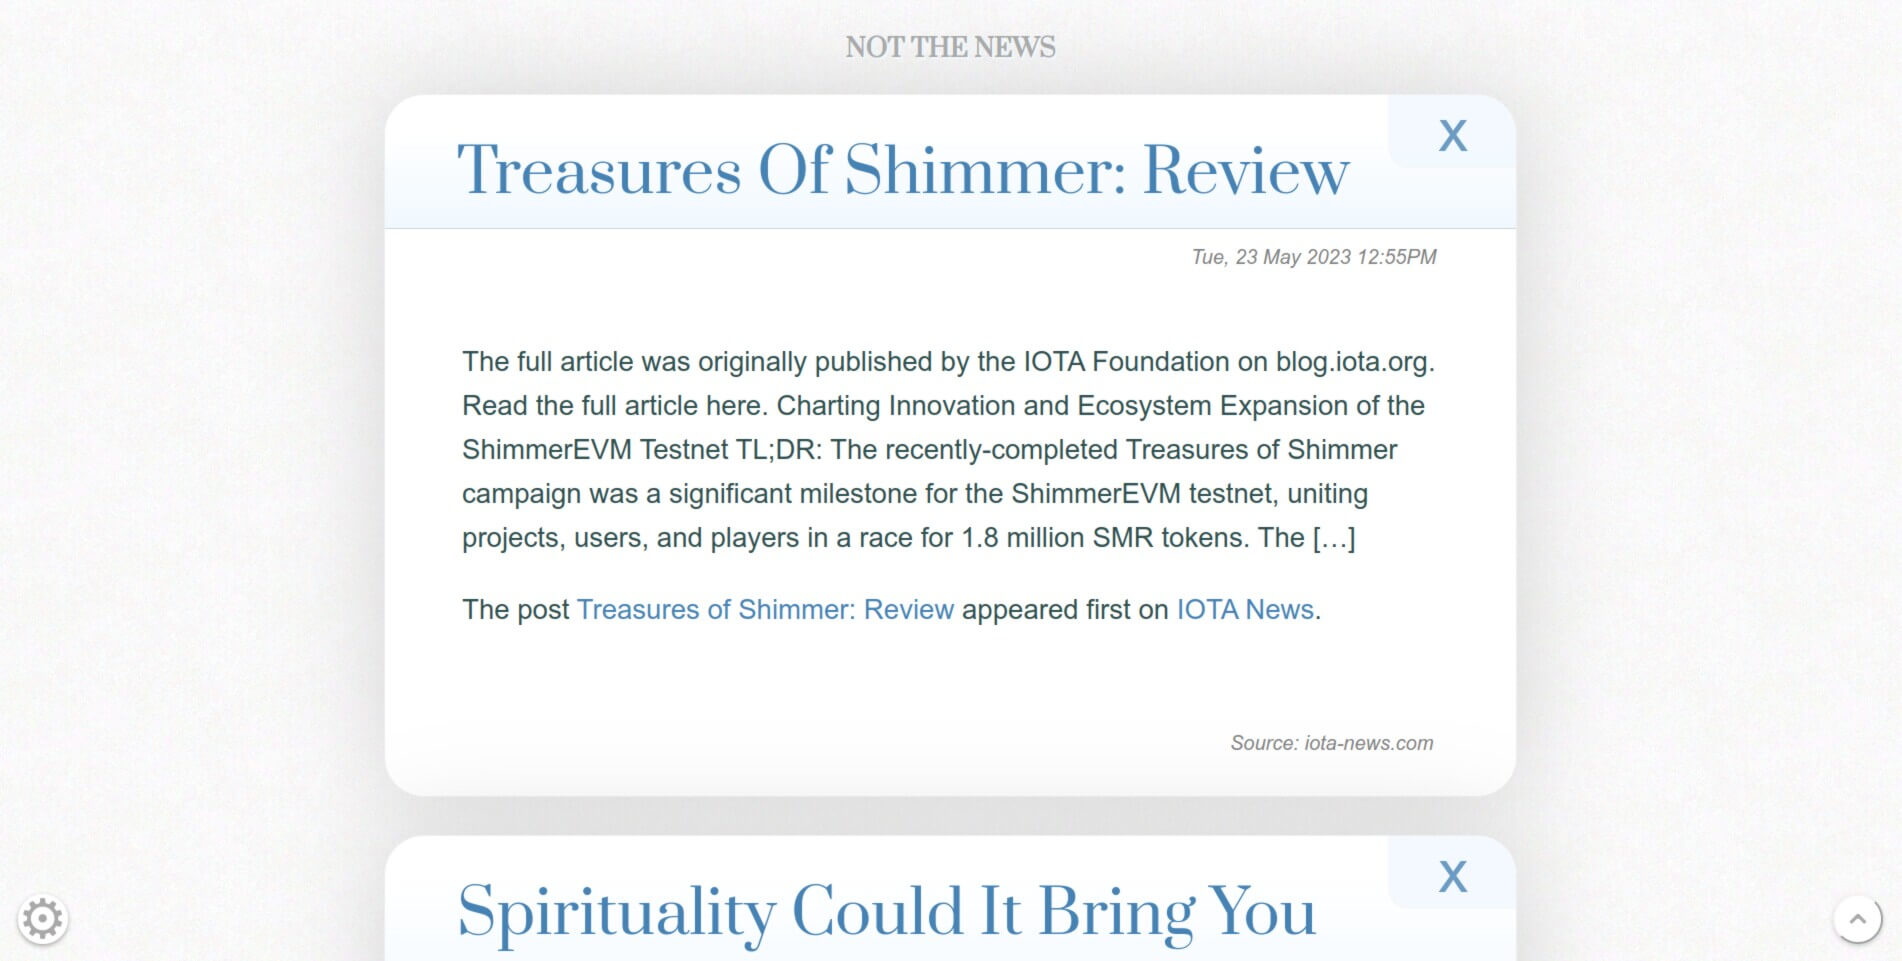 NOT THE NEWS
Treasures Of Shimmer: Review
X
Tue, 23 May 2023 12:55PM
The full article was originally published by the IOTA Foundation on blog.iota.org.
Read the full article here. Charting Innovation and Ecosystem Expansion of the
ShimmerEVM Testnet TL;DR: The recently-completed Treasures of Shimmer
campaign was a significant milestone for the ShimmerEVM testnet, uniting
projects, users, and players in a race for 1.8 million SMR tokens. The […]
The post Treasures of Shimmer: Review appeared first on IOTA News.
Source: iota-news.com
Spirituality Could It Bring You
X